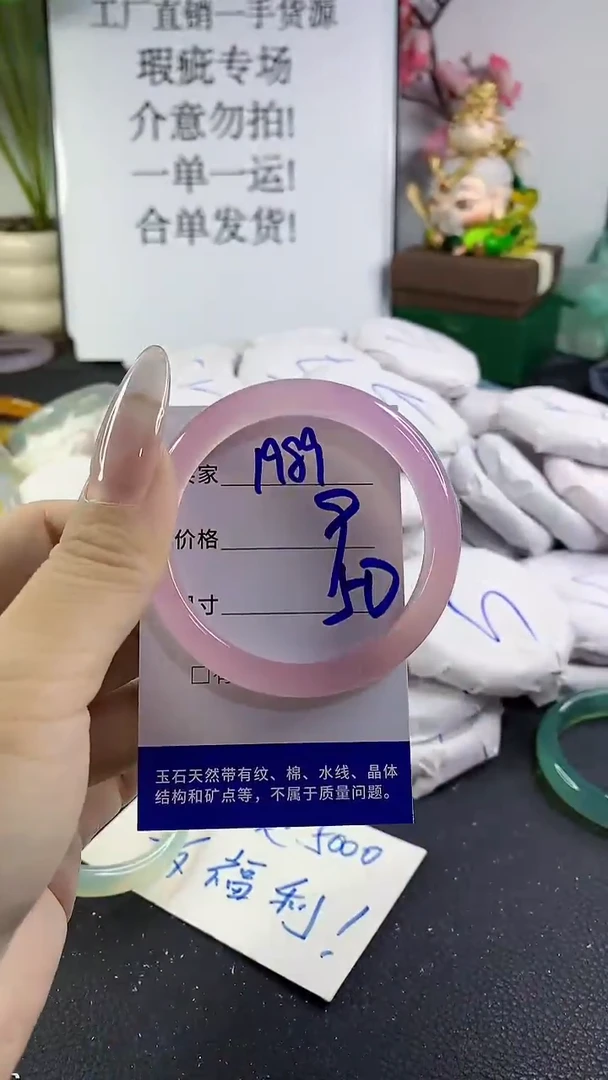 工厂直销一手货源
瑕疵专场
介意勿拍!
一单一运!
合单发货!
家 1989
价格
寸 50
玉石天然带有纹、棉、水线、晶体
结构和矿点等，不属于质量问题。
5000
福利!